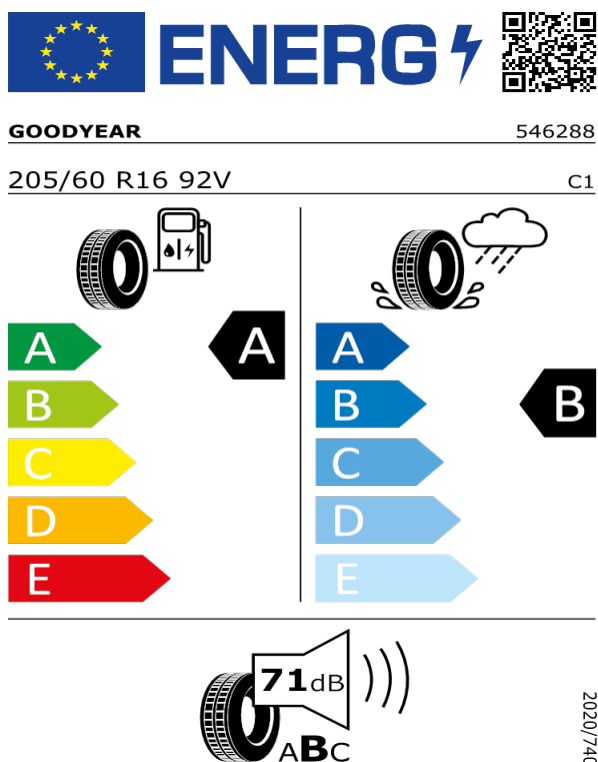 ENERG
GOODYEAR 546288
205/60 R16 92V C1
A A A
B B B
C C
D D
E E
71dB
ABC
2020/740